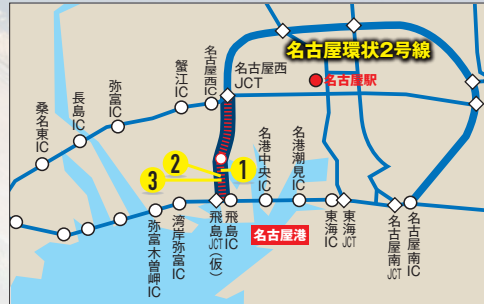 名古屋環状2号線
名古屋駅
名古屋西
JCT
名古屋西IC
蟹江IC
弥富IC
長島IC
桑名東IC
1
2
3
名港中央IC
名港潮見IC
東海IC
東海JCT
名古屋南JCT
名古屋南IC
飛島JCT(仮)
飛島IC
名古屋港
湾岸弥富IC
弥富木曽岬IC